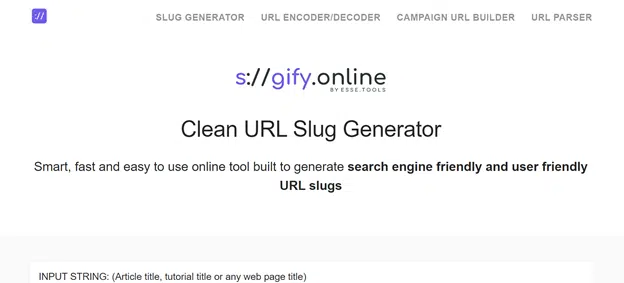 ://
SLUG GENERATOR URL ENCODER/DECODER CAMPAIGN URL BUILDER URL PARSER
s://gify.online
BY ESSE.TOOLS
Clean URL Slug Generator
Smart, fast and easy to use online tool built to generate search engine friendly and user friendly
URL slugs
INPUT STRING: (Article title, tutorial title or any web page title)